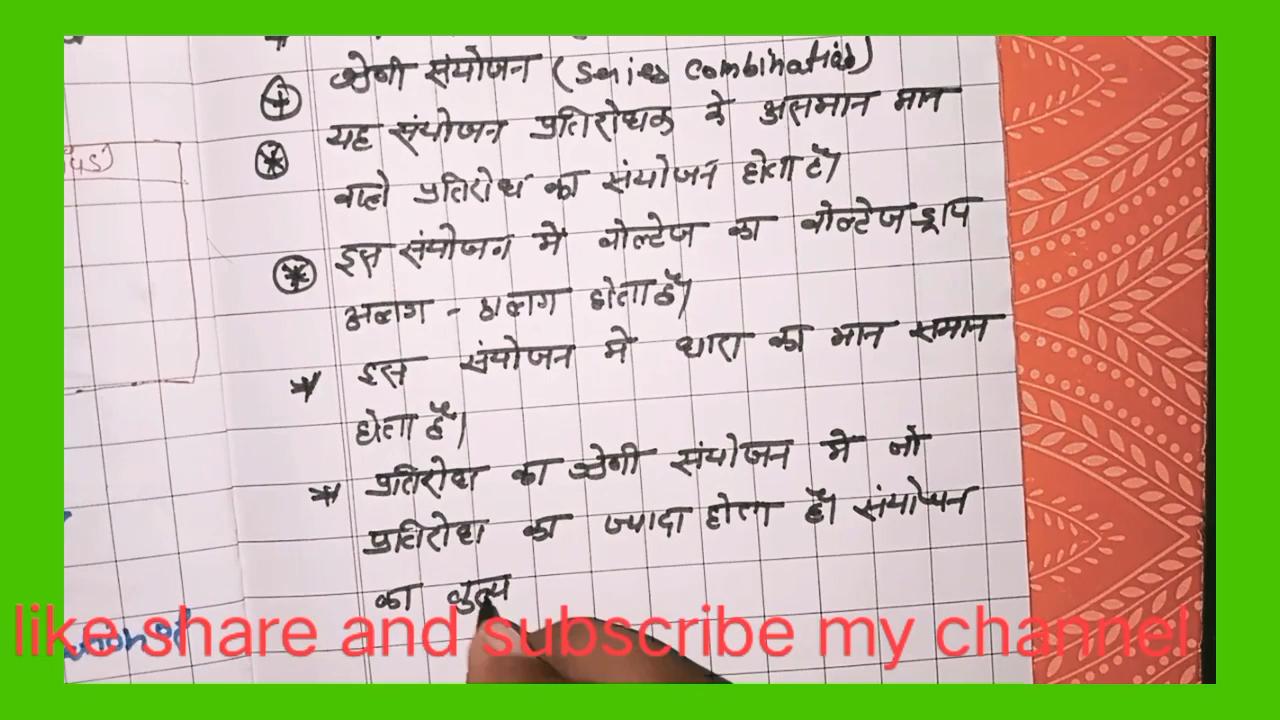 श्रेणी संयोजन (Series Combination)
यह संयोजन प्रतिरोधक के असमान मान
वाले प्रतिरोध का संयोजन होता है।
इस संयोजन में वोल्टेज का वोल्टेज-ड्रॉप
अलग - अलग होता है।
इस संयोजन में धारा का मान समान
होता है।
प्रतिरोध का श्रेणी संयोजन में जो
प्रतिरोध का ज्यादा होता है। संयोजन
का तुल्य
like share and subscribe my channel